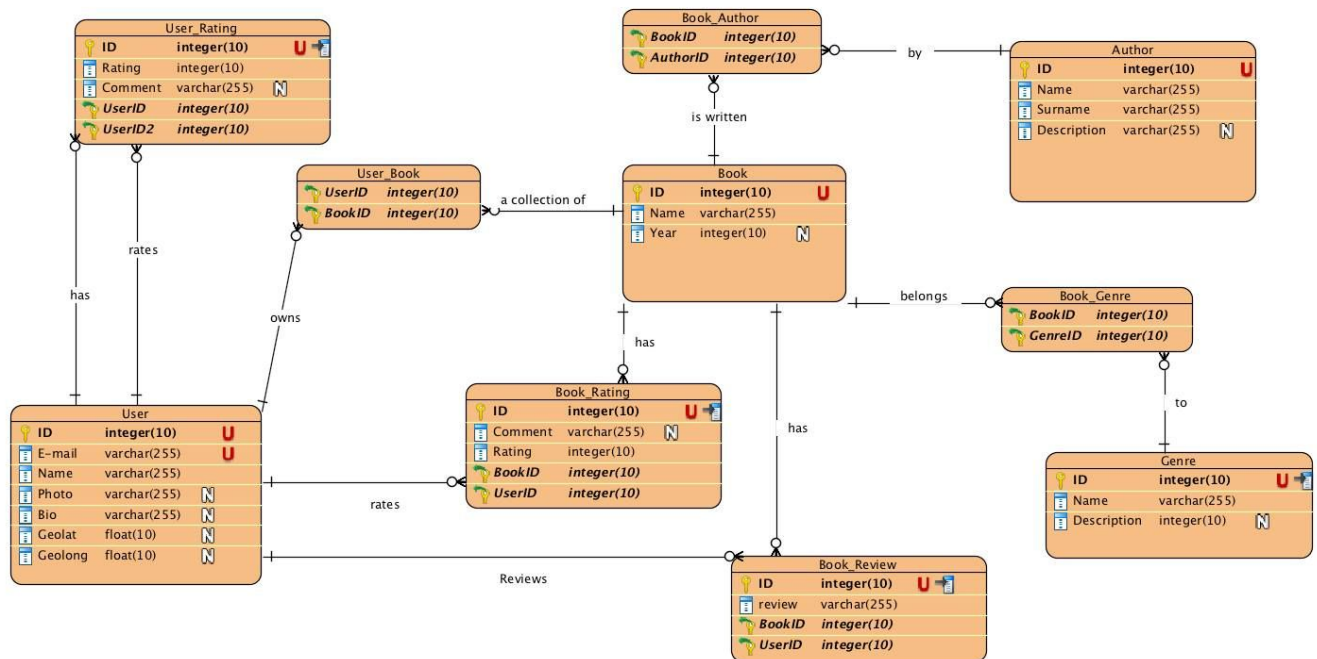 User_Rating
ID integer(10) U
Rating integer(10)
Comment varchar(255) N
UserID integer(10)
UserID2 integer(10)
Book_Author
BookID integer(10)
AuthorID integer(10)
by
Author
ID integer(10) U
Name varchar(255)
Surname varchar(255)
Description varchar(255) N
is written
User_Book
UserID integer(10)
BookID integer(10)
a collection of
Book
ID integer(10) U
Name varchar(255)
Year integer(10) N
rates
has
owns
has
belongs
Book_Genre
BookID integer(10)
GenreID integer(10)
to
User
ID integer(10) U
E-mail varchar(255) U
Name varchar(255)
Photo varchar(255) N
Bio varchar(255) N
Geolat float(10) N
Geolong float(10) N
Book_Rating
ID integer(10) U
Comment varchar(255) N
Rating integer(10)
BookID integer(10)
UserID integer(10)
rates
has
Genre
ID integer(10) U
Name varchar(255)
Description integer(10) N
Reviews
Book_Review
ID integer(10) U
review varchar(255)
BookID integer(10)
UserID integer(10)